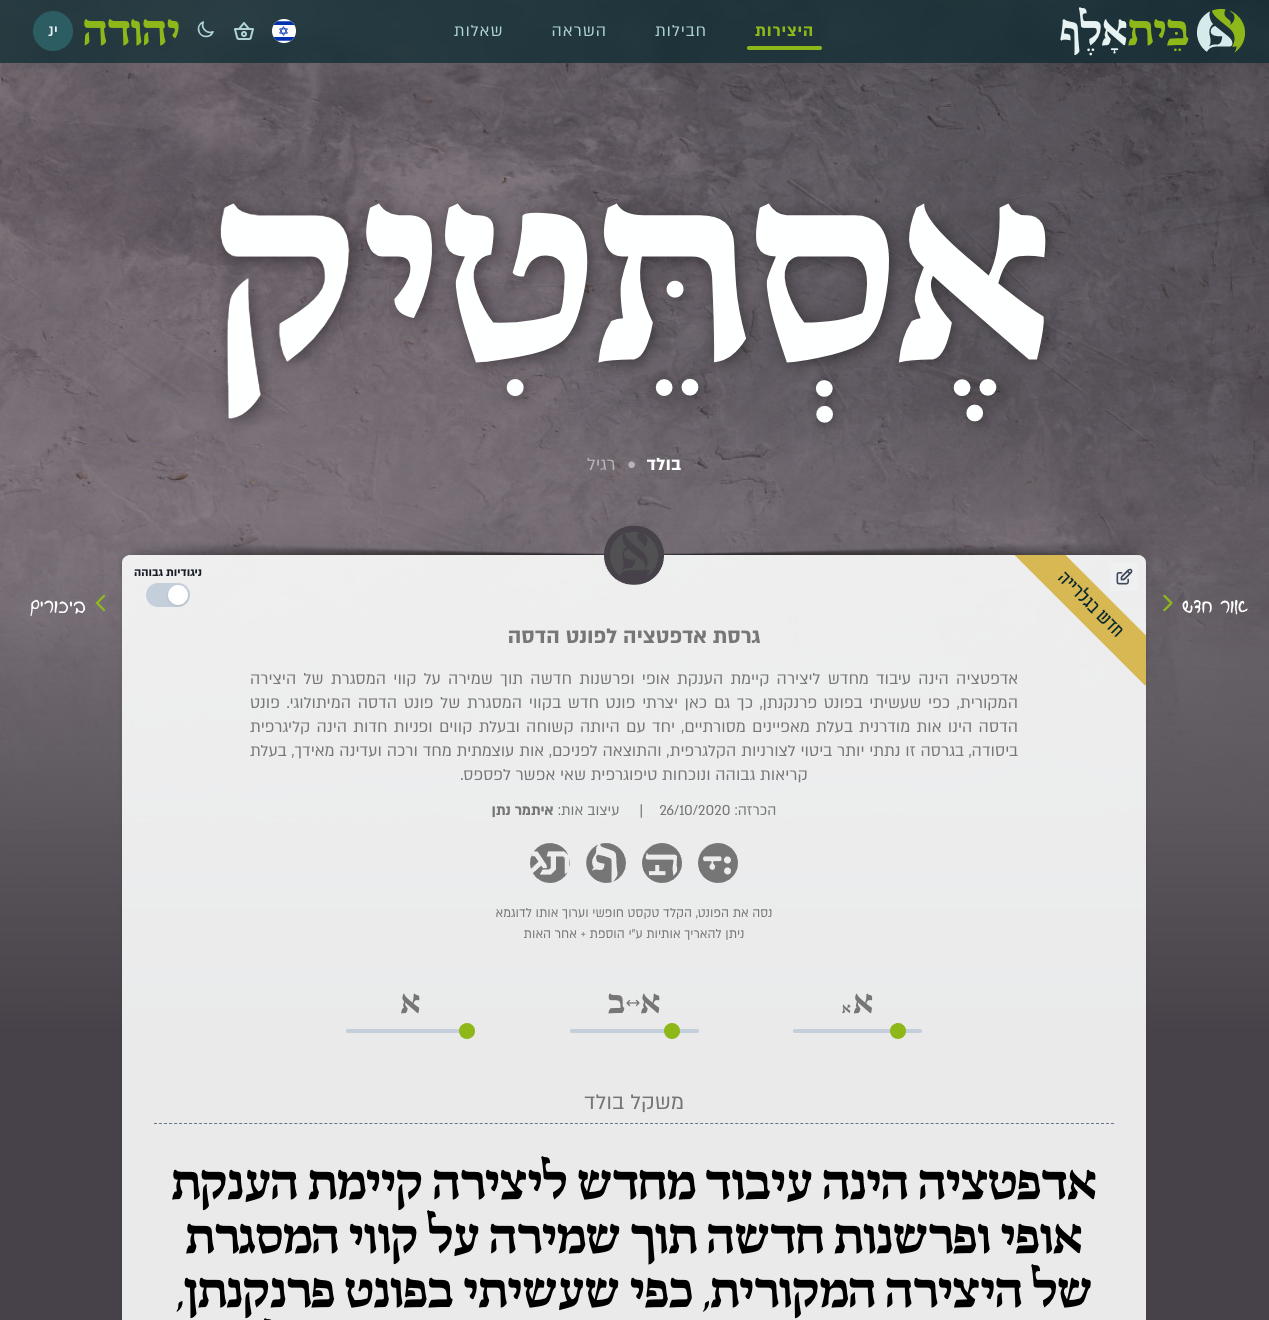 בֵּיתאָלֶף
היצירות
חבילות
השראה
שאלות
יהודה
ינ
אֶסְתֵּטִיק
בולד • רגיל
חדש בגלרייה
ניגודיות גבוהה
אור חדש
ביכורים
גרסת אדפטציה לפונט הדסה
אדפטציה הינה עיבוד מחדש ליצירה קיימת הענקת אופי ופרשנות חדשה תוך שמירה על קווי המסגרת של היצירה
המקורית, כפי שעשיתי בפונט פרנקנתן, כך גם כאן יצרתי פונט חדש בקווי המסגרת של פונט הדסה המיתולוגי. פונט
הדסה הינו אות מודרנית בעלת מאפיינים מסורתיים, יחד עם היותה קשוחה ובעלת קווים ופניות חדות הינה קליגרפית
ביסודה, בגרסה זו נתתי יותר ביטוי לצורניות הקלגרפית, והתוצאה לפניכם, אות עוצמתית מחד ורכה ועדינה מאידך, בעלת
קריאות גבוהה ונוכחות טיפוגרפית שאי אפשר לפספס.
הכרזה: 26/10/2020 | עיצוב אות: איתמר נתן
נסה את הפונט, הקלד טקסט חופשי וערוך אותו לדוגמא
ניתן להאריך אותיות ע"י הוספת + אחר האות
א א
א↔ב
א
משקל בולד
אדפטציה הינה עיבוד מחדש ליצירה קיימת הענקת
אופי ופרשנות חדשה תוך שמירה על קווי המסגרת
של היצירה המקורית, כפי שעשיתי בפונט פרנקנתן,